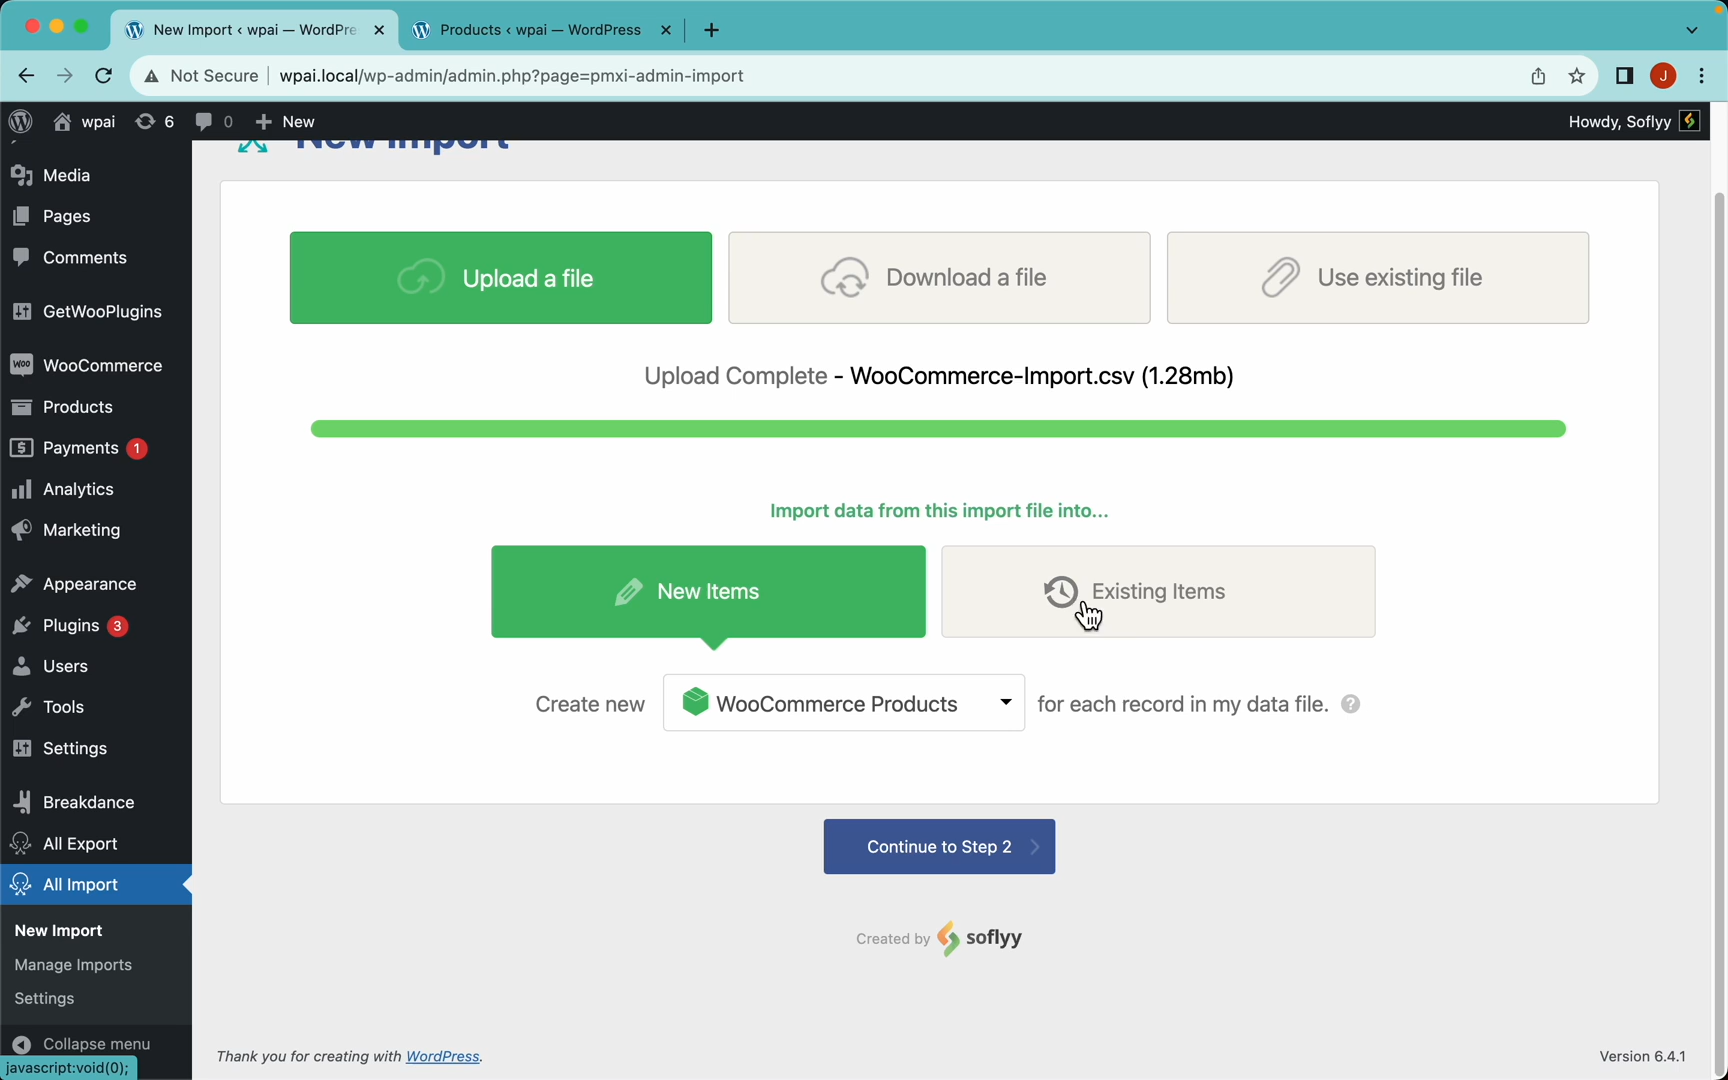 New Import ‹ wpai — WordPre
Products ‹ wpai — WordPress
Not Secure
wpai.local/wp-admin/admin.php?page=pmxi-admin-import
J
wpai
6
0
New
Howdy, Soflyy
New Import
Media
Pages
Comments
GetWooPlugins
Woo
WooCommerce
Products
Payments 1
Analytics
Marketing
Appearance
Plugins 3
Users
Tools
Settings
Breakdance
All Export
All Import
New Import
Manage Imports
Settings
Collapse menu
javascript:void(0);
Upload a file
Download a file
Use existing file
Upload Complete - WooCommerce-Import.csv (1.28mb)
Import data from this import file into...
New Items
Existing Items
Create new WooCommerce Products for each record in my data file. ?
Continue to Step 2
Created by soflyy
Thank you for creating with WordPress.
Version 6.4.1